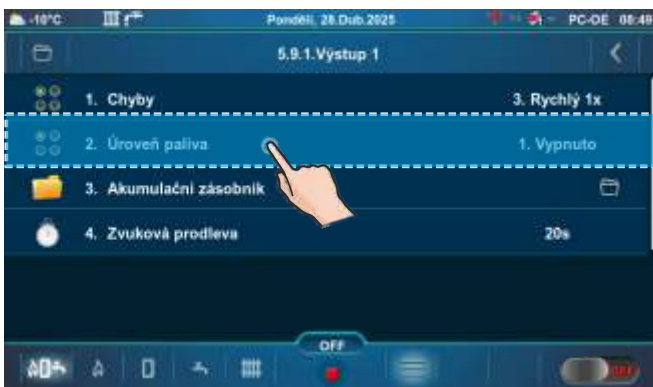 -10°C Pondělí, 28.Dub.2025 PC-OE 08:49
5.9.1.Výstup 1
1. Chyby 3. Rychlý 1x
2. Úroveň paliva 1. Vypnuto
3. Akumulační zásobník
4. Zvuková prodleva 20s
OFF
OFF